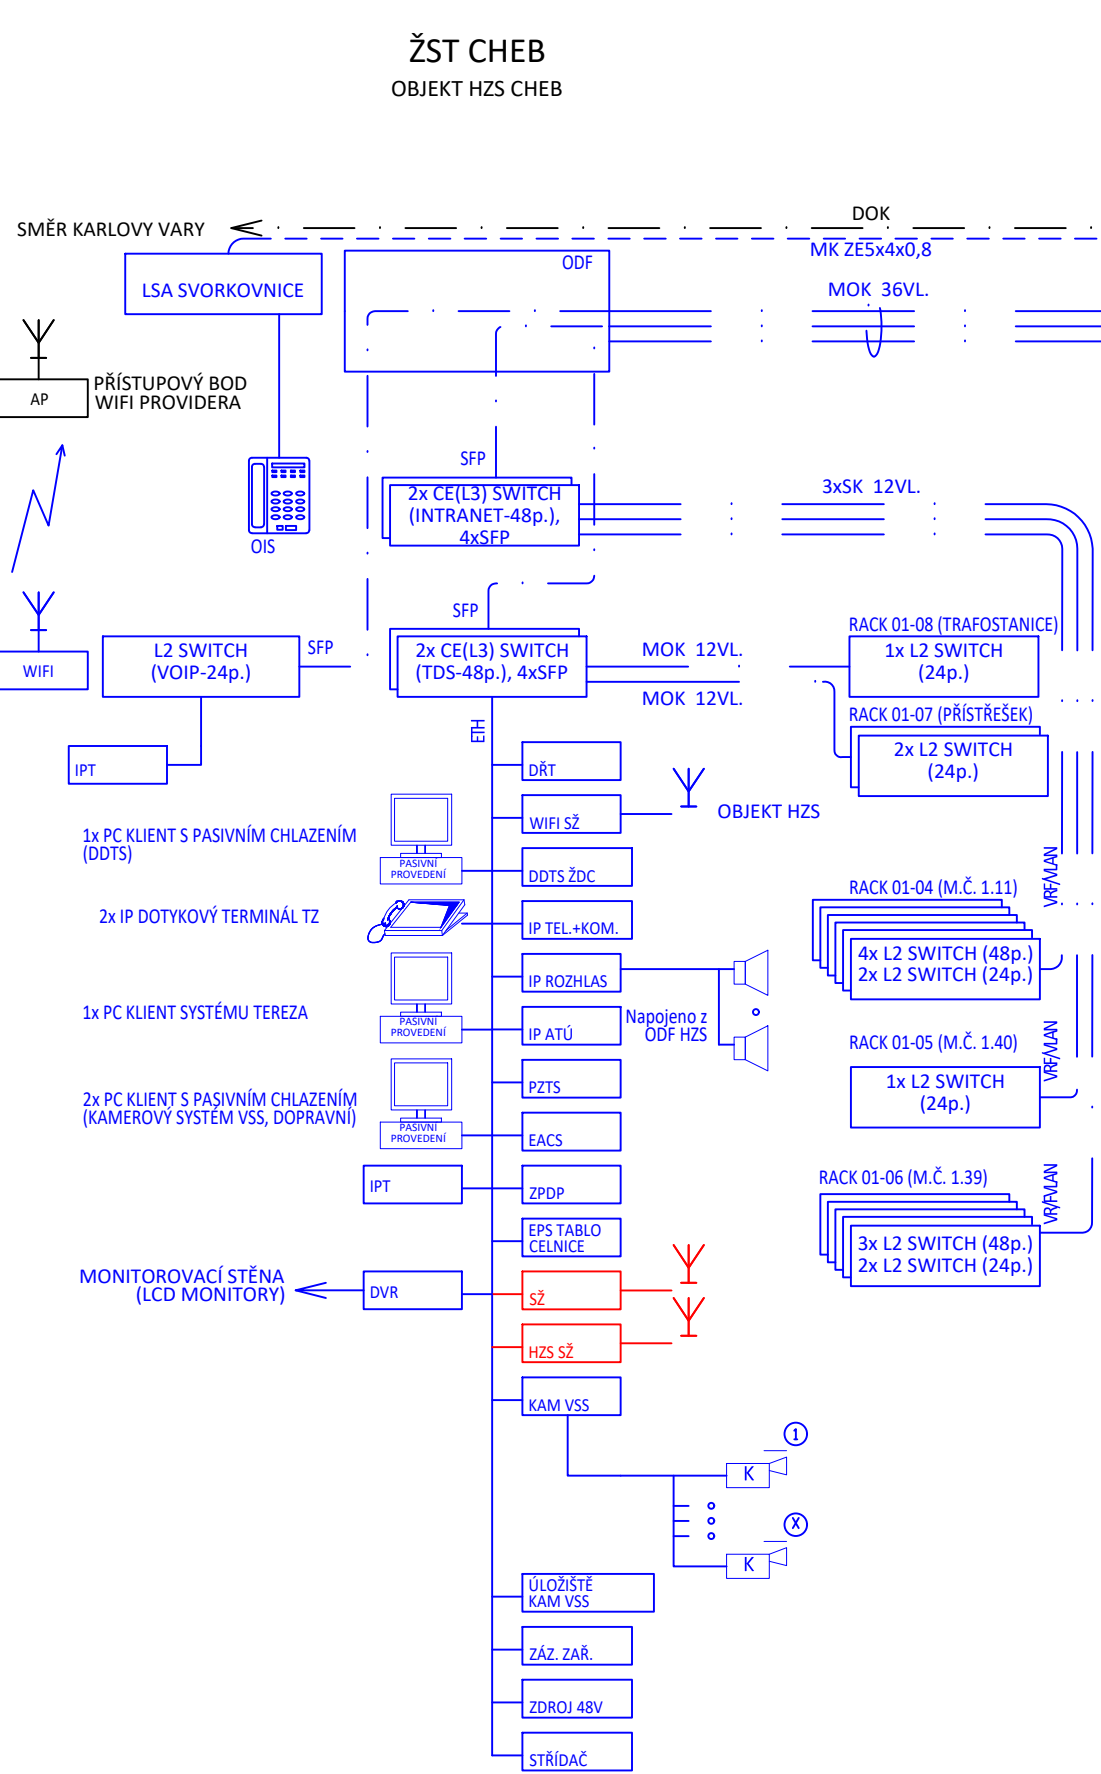 ŽST CHEB
OBJEKT HZS CHEB
DOK
SMĚR KARLOVY VARY
MK ZE5x4x0,8
ODF
LSA SVORKOVNICE
MOK 36VL.
PŘÍSTUPOVÝ BOD
WIFI PROVIDERA
AP
SFP
2x CE(L3) SWITCH
(INTRANET-48p.),
4xSFP
3xSK 12VL.
OIS
SFP
RACK 01-08 (TRAFOSTANICE)
L2 SWITCH
(VOIP-24p.)
SFP
2x CE(L3) SWITCH
(TDS-48p.), 4xSFP
MOK 12VL.
MOK 12VL.
1x L2 SWITCH
(24p.)
WIFI
RACK 01-07 (PŘÍSTŘEŠEK)
2x L2 SWITCH
(24p.)
ETH
IPT
DŘT
WIFI SŽ
OBJEKT HZS
1x PC KLIENT S PASIVNÍM CHLAZENÍM
(DDTS)
PASIVNÍ
PROVEDENÍ
DDTS ŽDC
VRF/VLAN
RACK 01-04 (M.Č. 1.11)
4x L2 SWITCH (48p.)
2x L2 SWITCH (24p.)
2x IP DOTYKOVÝ TERMINÁL TZ
IP TEL.+KOM.
IP ROZHLAS
1x PC KLIENT SYSTÉMU TEREZA
PASIVNÍ
PROVEDENÍ
IP ATÚ
Napojeno z
ODF HZS
VRF/VLAN
RACK 01-05 (M.Č. 1.40)
1x L2 SWITCH
(24p.)
PZTS
2x PC KLIENT S PASIVNÍM CHLAZENÍM
(KAMEROVÝ SYSTÉM VSS, DOPRAVNÍ)
PASIVNÍ
PROVEDENÍ
EACS
IPT
ZPDP
VR/FVLAN
RACK 01-06 (M.Č. 1.39)
3x L2 SWITCH (48p.)
2x L2 SWITCH (24p.)
EPS TABLO
CELNICE
MONITOROVACÍ STĚNA
(LCD MONITORY)
DVR
SŽ
HZS SŽ
KAM VSS
1
K
X
K
ÚLOŽIŠTĚ
KAM VSS
ZÁZ. ZAŘ.
ZDROJ 48V
STŘÍDAČ